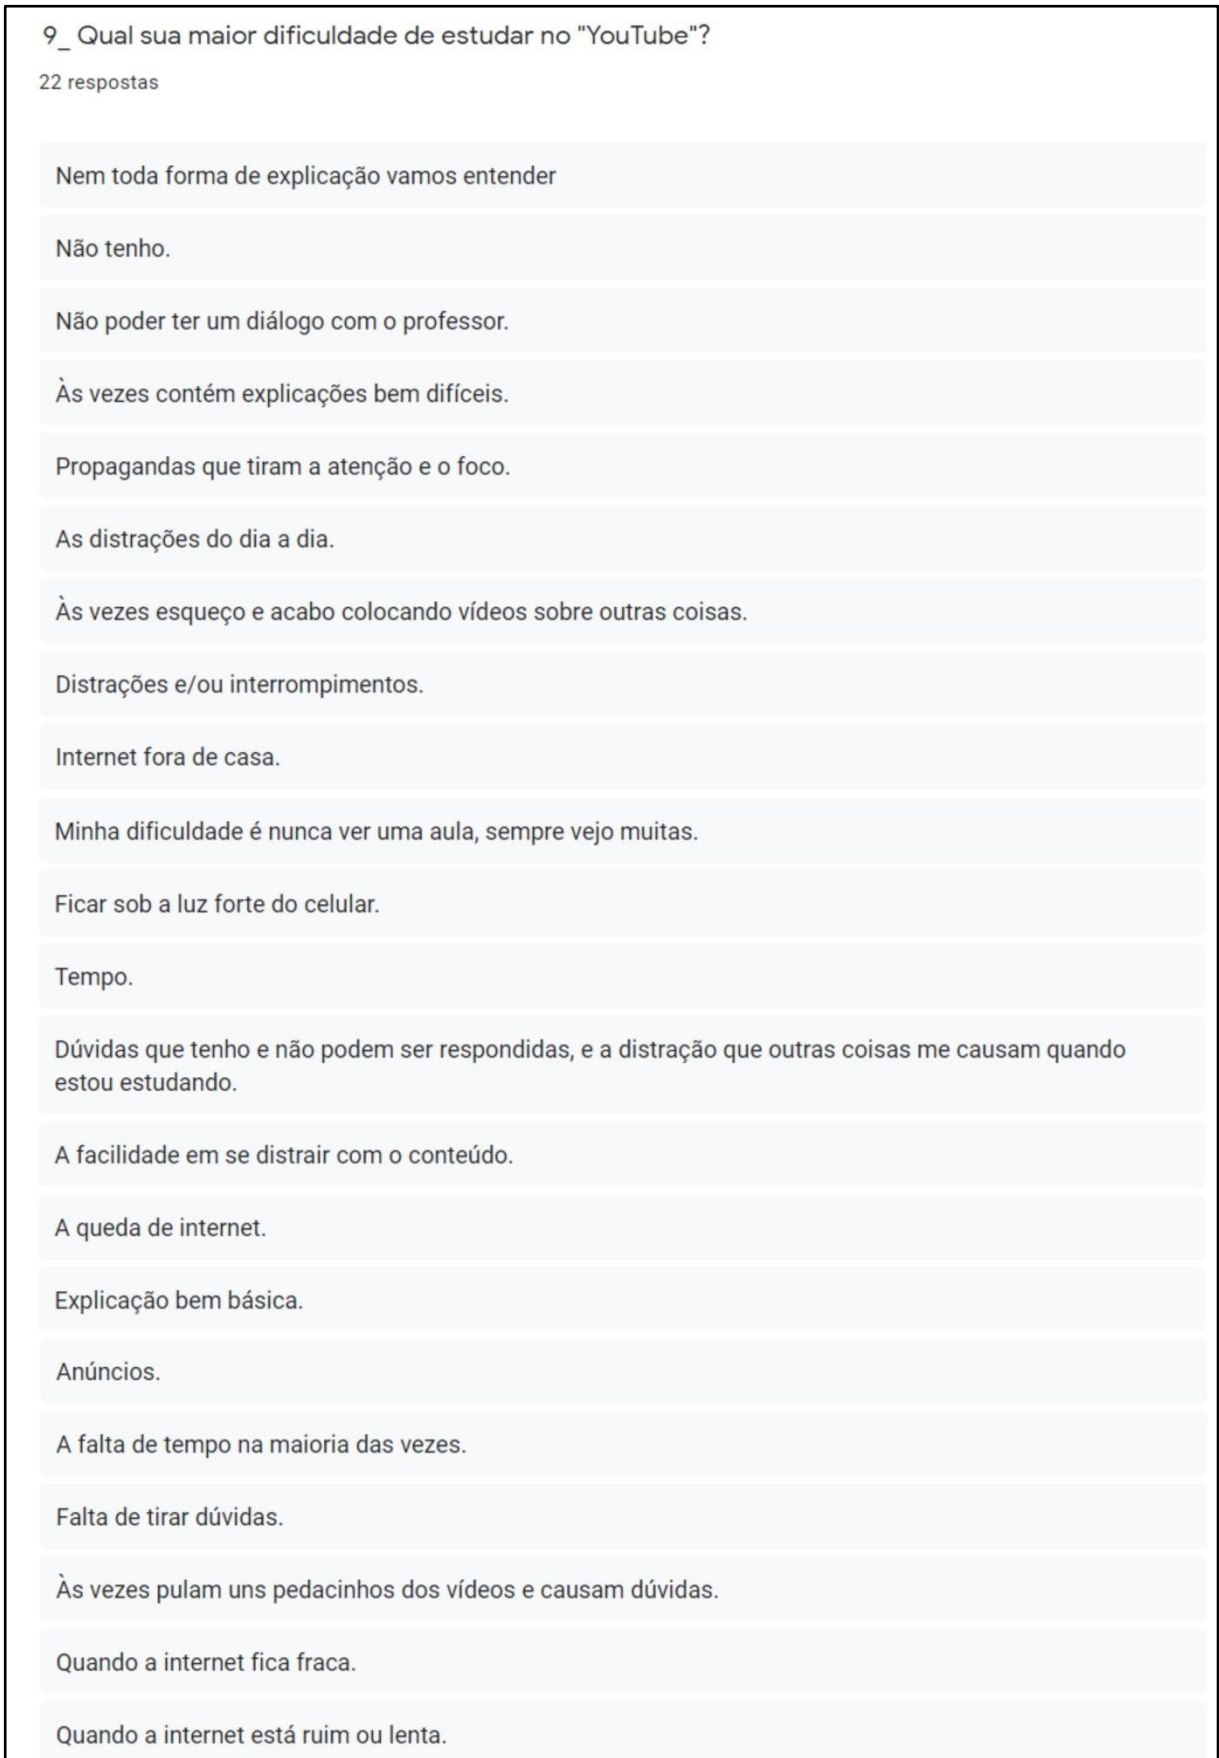 9_ Qual sua maior dificuldade de estudar no "YouTube"?
22 respostas
Nem toda forma de explicação vamos entender
Não tenho.
Não poder ter um diálogo com o professor.
Às vezes contém explicações bem difíceis.
Propagandas que tiram a atenção e o foco.
As distrações do dia a dia.
Às vezes esqueço e acabo colocando vídeos sobre outras coisas.
Distrações e/ou interrompimentos.
Internet fora de casa.
Minha dificuldade é nunca ver uma aula, sempre vejo muitas.
Ficar sob a luz forte do celular.
Tempo.
Dúvidas que tenho e não podem ser respondidas, e a distração que outras coisas me causam quando
estou estudando.
A facilidade em se distrair com o conteúdo.
A queda de internet.
Explicação bem básica.
Anúncios.
A falta de tempo na maioria das vezes.
Falta de tirar dúvidas.
Às vezes pulam uns pedacinhos dos vídeos e causam dúvidas.
Quando a internet fica fraca.
Quando a internet está ruim ou lenta.